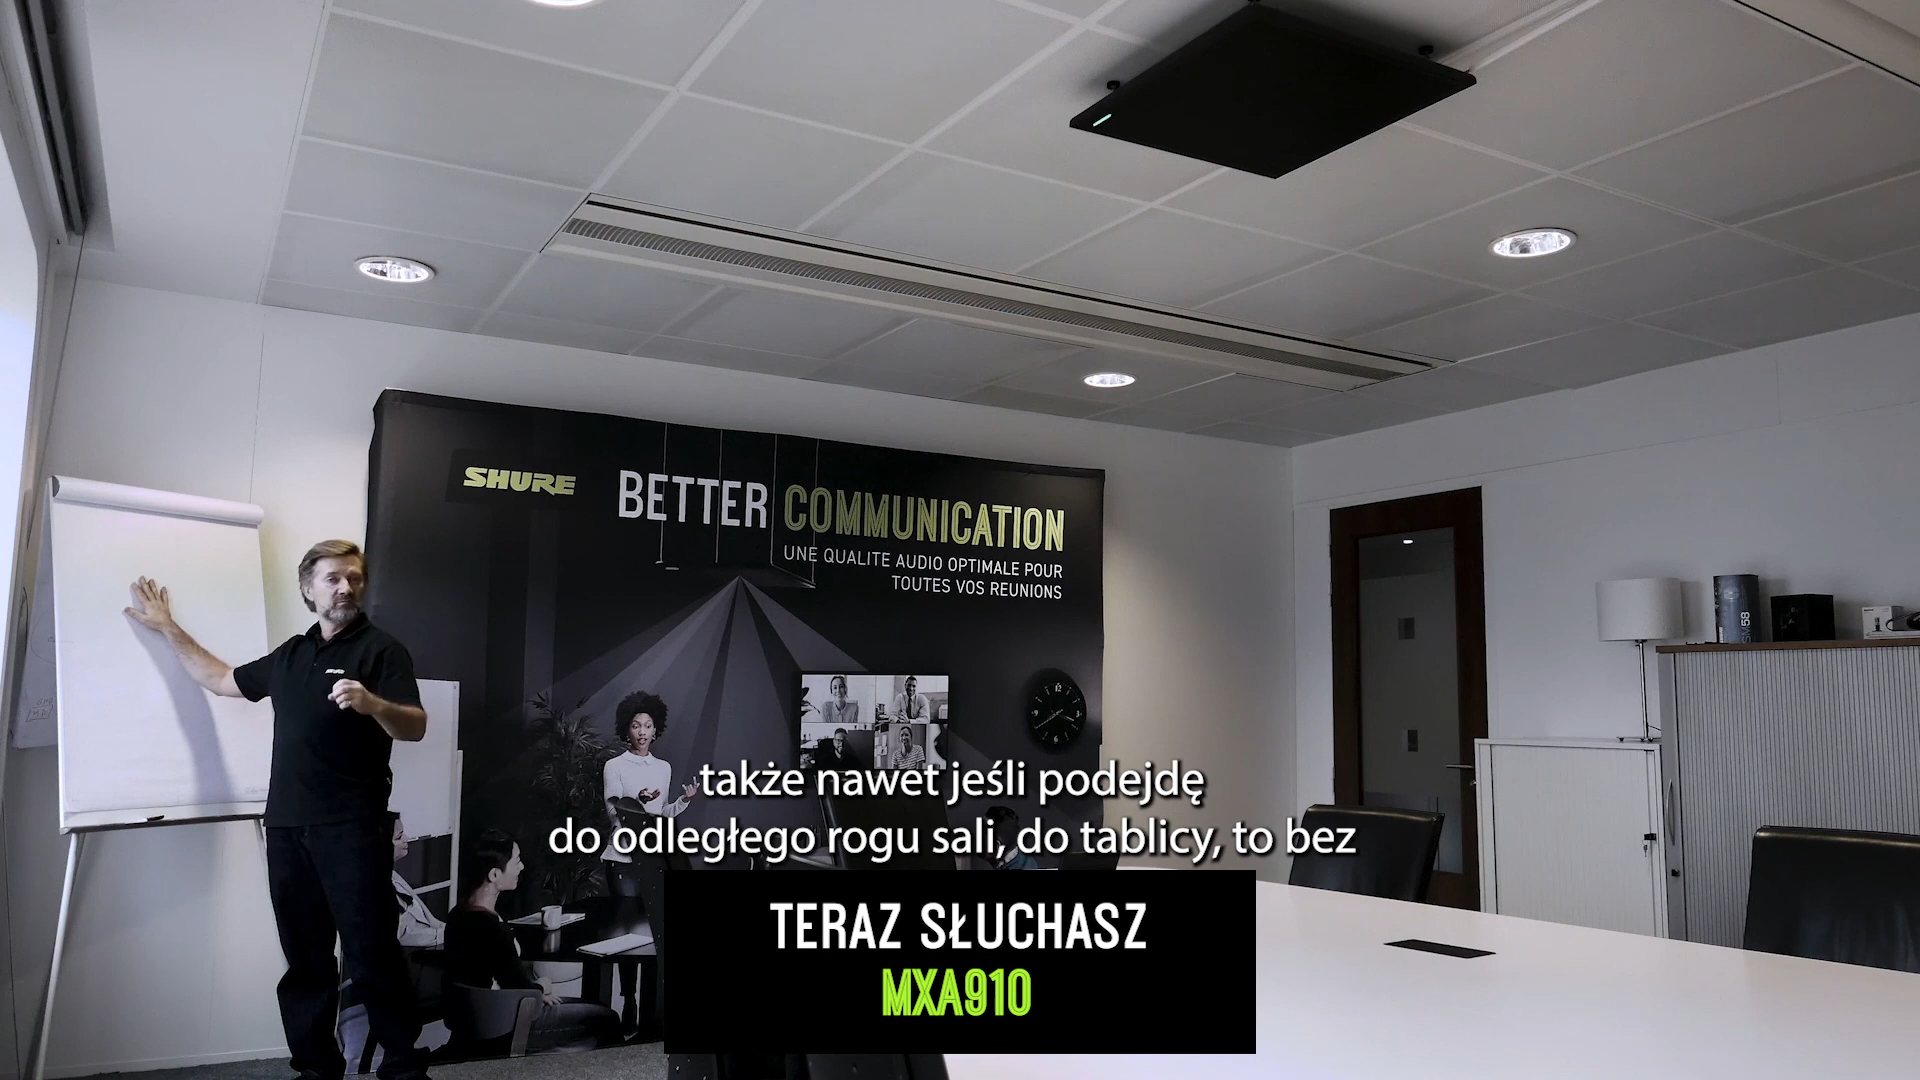 SHURE
BETTER COMMUNICATION
UNE QUALITE AUDIO OPTIMALE POUR
TOUTES VOS REUNIONS
SM58
także nawet jeśli podejdę
do odległego rogu sali, do tablicy, to bez
TERAZ SŁUCHASZ
MXA910